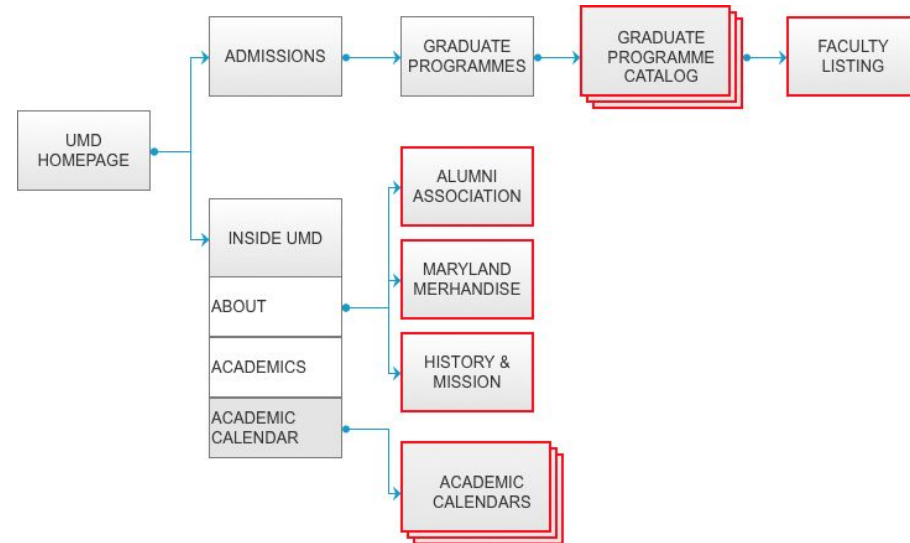 ADMISSIONS
GRADUATE
PROGRAMMES
GRADUATE
PROGRAMME
CATALOG
FACULTY
LISTING
UMD
HOMEPAGE
ALUMNI
ASSOCIATION
INSIDE UMD
MARYLAND
MERHANDISE
ABOUT
ACADEMICS
HISTORY &
MISSION
ACADEMIC
CALENDAR
ACADEMIC
CALENDARS